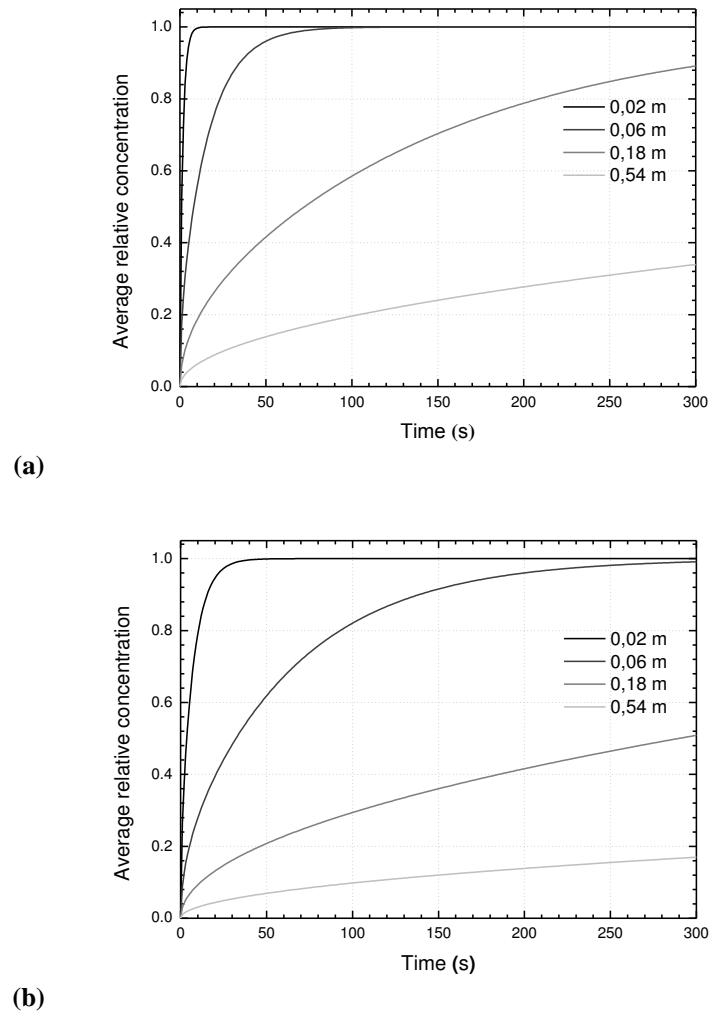 1.0
0.8
0.6
0.4
0.2
0.0
Average relative concentration
0,02 m
0,06 m
0,18 m
0,54 m
0 50 100 150 200 250 300
Time (s)
(a)
1.0
0.8
0.6
0.4
0.2
0.0
Average relative concentration
0,02 m
0,06 m
0,18 m
0,54 m
0 50 100 150 200 250 300
Time (s)
(b)